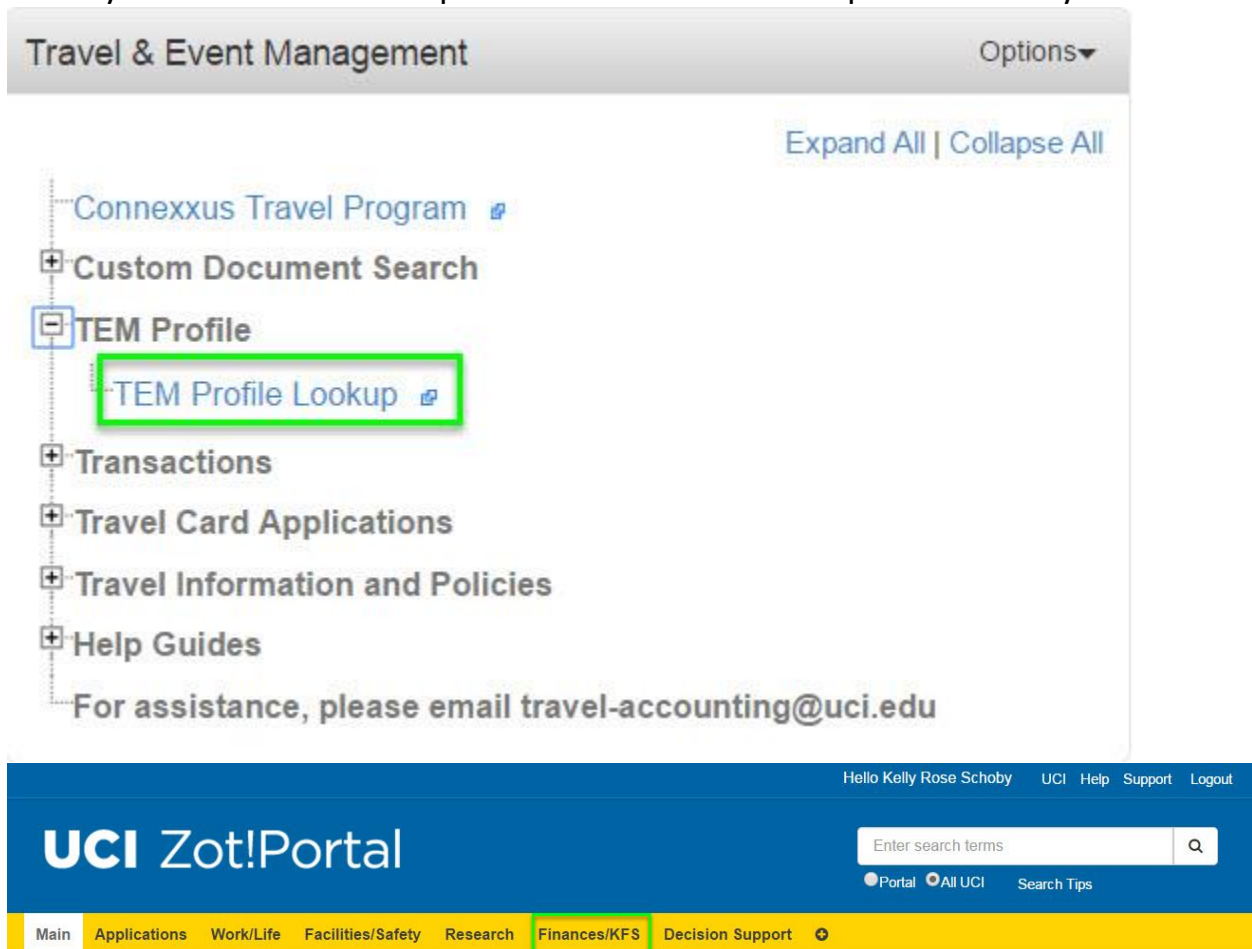 Travel & Event Management Options
Expand All | Collapse All
Connexxus Travel Program
Custom Document Search
TEM Profile
TEM Profile Lookup
Transactions
Travel Card Applications
Travel Information and Policies
Help Guides
For assistance, please email travel-accounting@uci.edu
Hello Kelly Rose Schoby UCI Help Support Logout
UCI Zot!Portal
Enter search terms
Portal All UCI Search Tips
Main Applications Work/Life Facilities/Safety Research Finances/KFS Decision Support